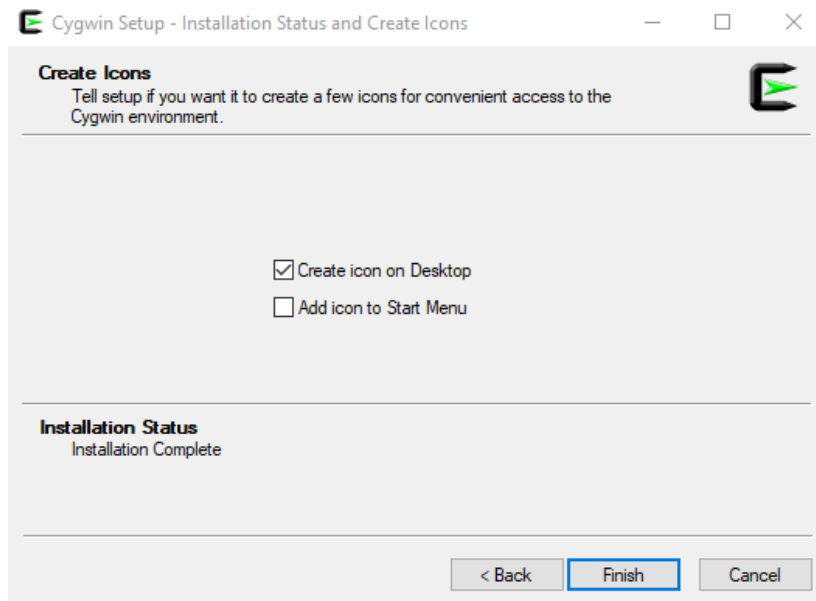 Cygwin Setup - Installation Status and Create Icons
Create Icons
Tell setup if you want it to create a few icons for convenient access to the
Cygwin environment.
Create icon on Desktop
Add icon to Start Menu
Installation Status
Installation Complete
< Back
Finish
Cancel